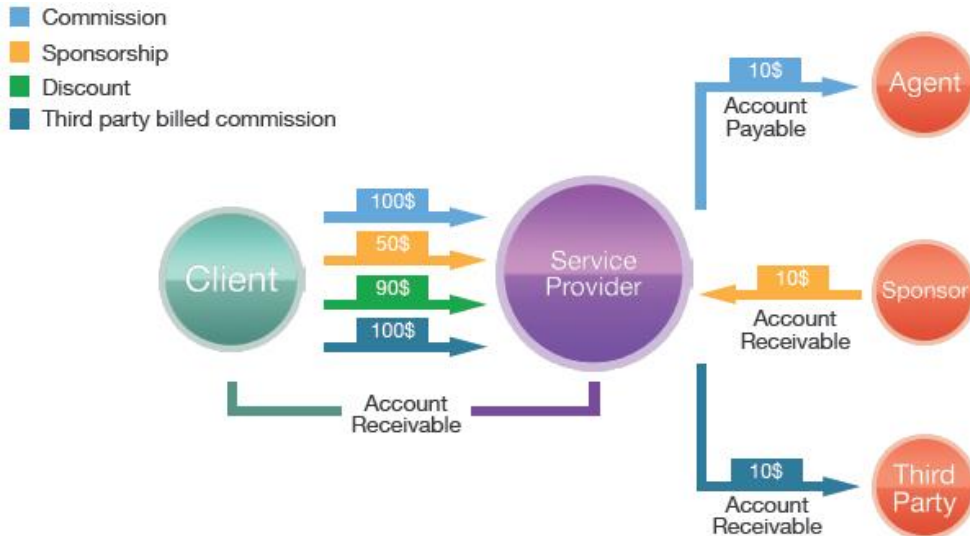 Commission
Sponsorship
Discount
Third party billed commission
10$
Account
Payable
Agent
Client
100$
50$
90$
100$
Service
Provider
10$
Account
Receivable
Sponsor
Account
Receivable
10$
Account
Receivable
Third
Party